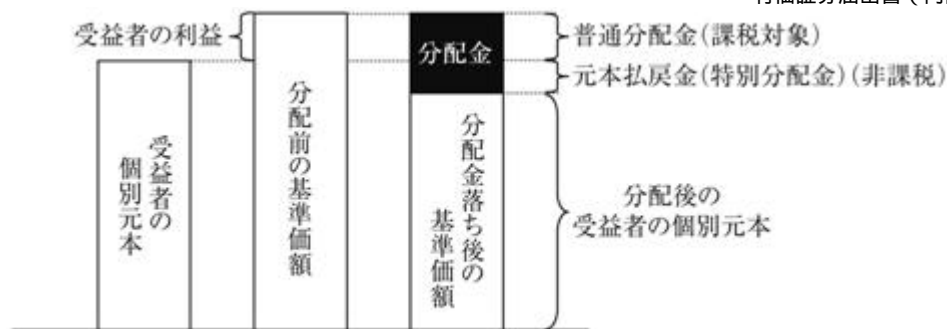 受益者の利益
受益者の
個別元本
分配前の基準価額
分配金
分配金落ち後の
基準価額
普通分配金(課税対象)
元本払戻金(特別分配金)(非課税)
分配後の
受益者の個別元本